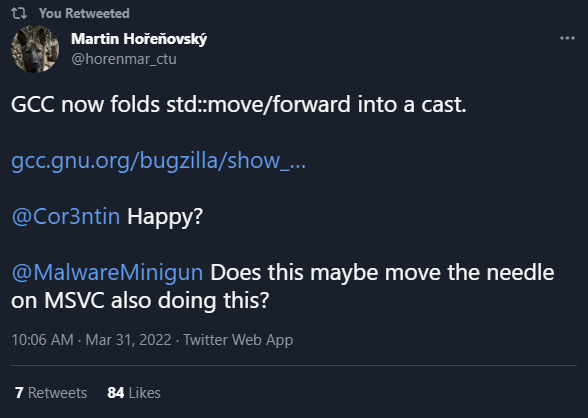 You Retweeted
Martin Hořeňovský
@horenmar_ctu
GCC now folds std::move/forward into a cast.
gcc.gnu.org/bugzilla/show_...
@Cor3ntin Happy?
@MalwareMinigun Does this maybe move the needle
on MSVC also doing this?
10:06 AM · Mar 31, 2022 · Twitter Web App
7 Retweets 84 Likes